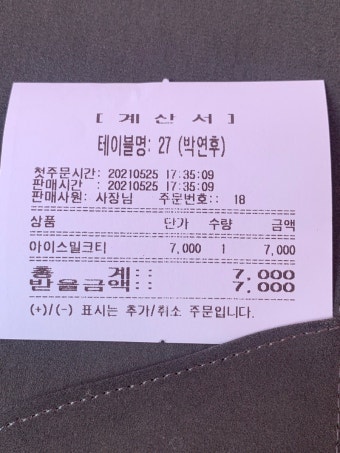 [ 계 산 서 ]
테이블명: 27 (박연후)
첫주문시간: 20210525 17:35:09
판매시간 : 20210525 17:35:09
판매사원: 사장님 주문번호:: 18
상품 단가 수량 금액
아이스밀크티 7,000 1 7,000
총 계:: 7,000
받을금액:: 7,000
(+)/(-) 표시는 추가/취소 주문입니다.